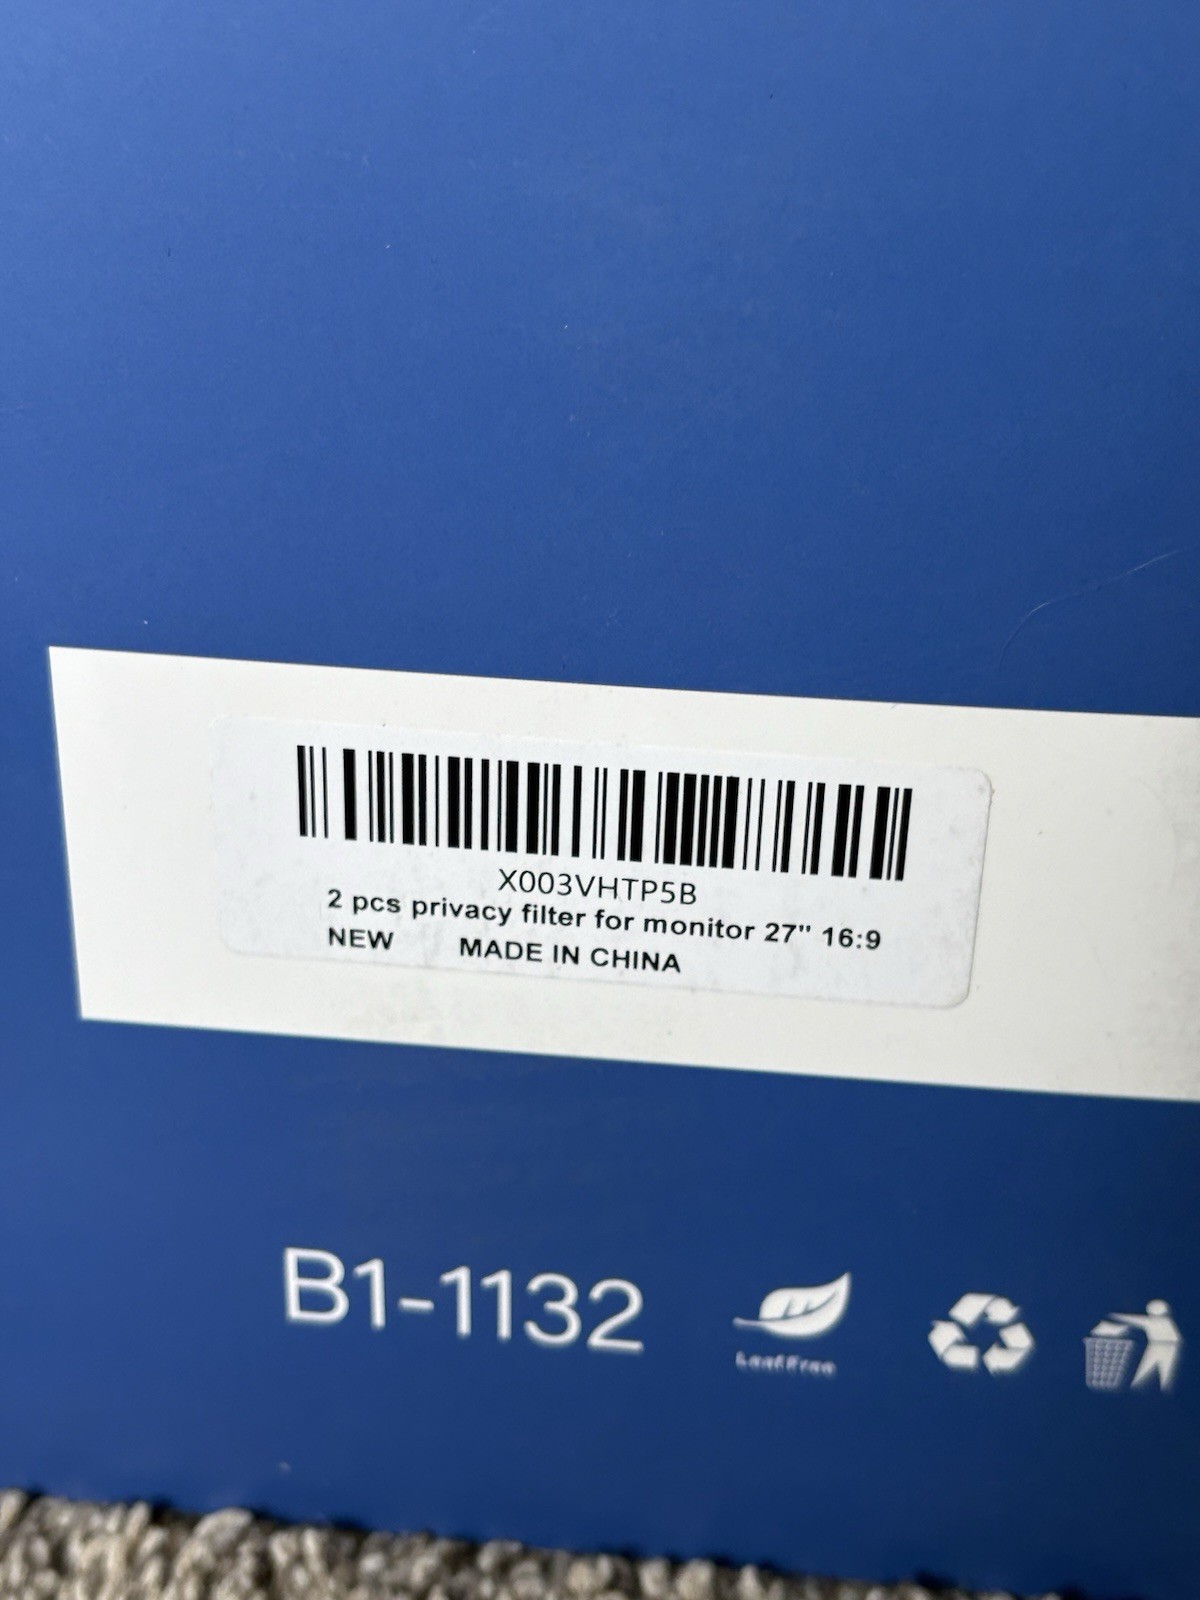 X003VHTP5B
2 pcs privacy filter for monitor 27" 16:9
NEW MADE IN CHINA
B1-1132